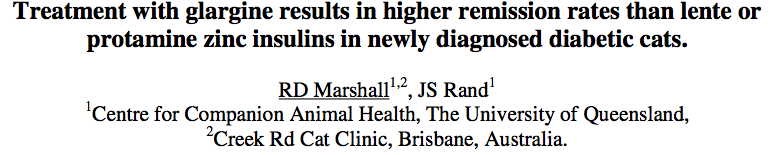 Treatment with glargine results in higher remission rates than lente or
protamine zinc insulins in newly diagnosed diabetic cats.
RD Marshall1,2, JS Rand1
1Centre for Companion Animal Health, The University of Queensland,
2Creek Rd Cat Clinic, Brisbane, Australia.